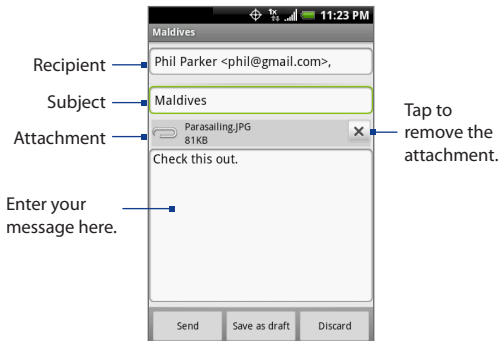 1x 11:23 PM
Maldives
Recipient
Phil Parker <phil@gmail.com>,
Subject
Maldives
Attachment
Parasailing.JPG
81KB
Tap to
remove the
attachment.
Check this out.
Enter your
message here.
Send Save as draft Discard